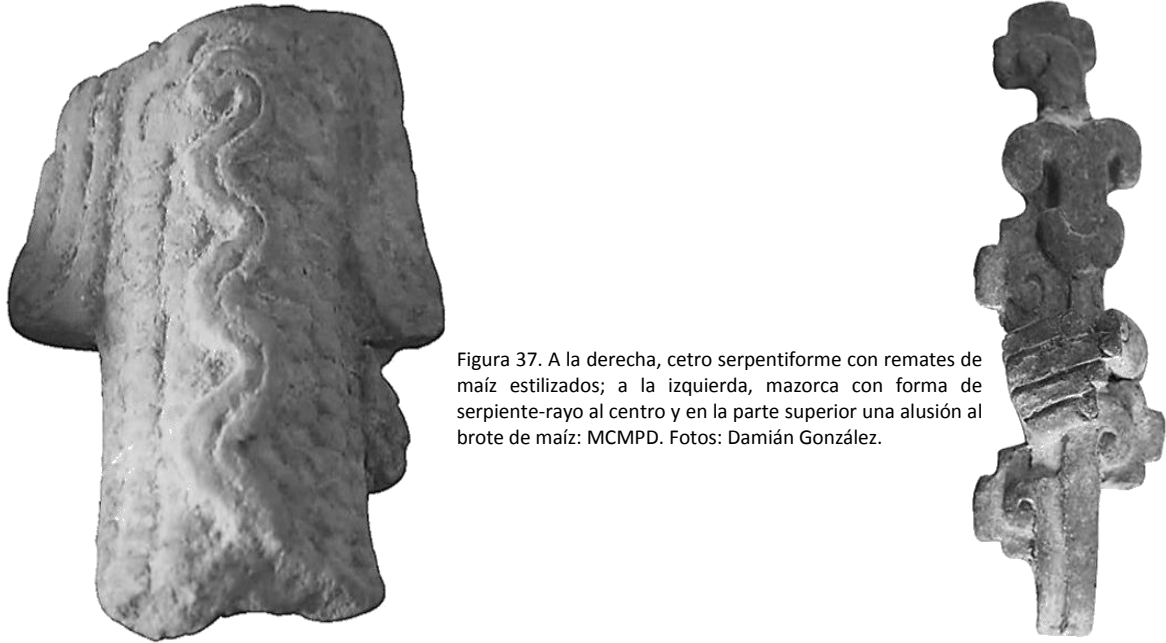 Figura 37. A la derecha, cetro serpentiforme con remates de
maíz estilizados; a la izquierda, mazorca con forma de
serpiente-rayo al centro y en la parte superior una alusión al
brote de maíz: MCMPD. Fotos: Damián González.